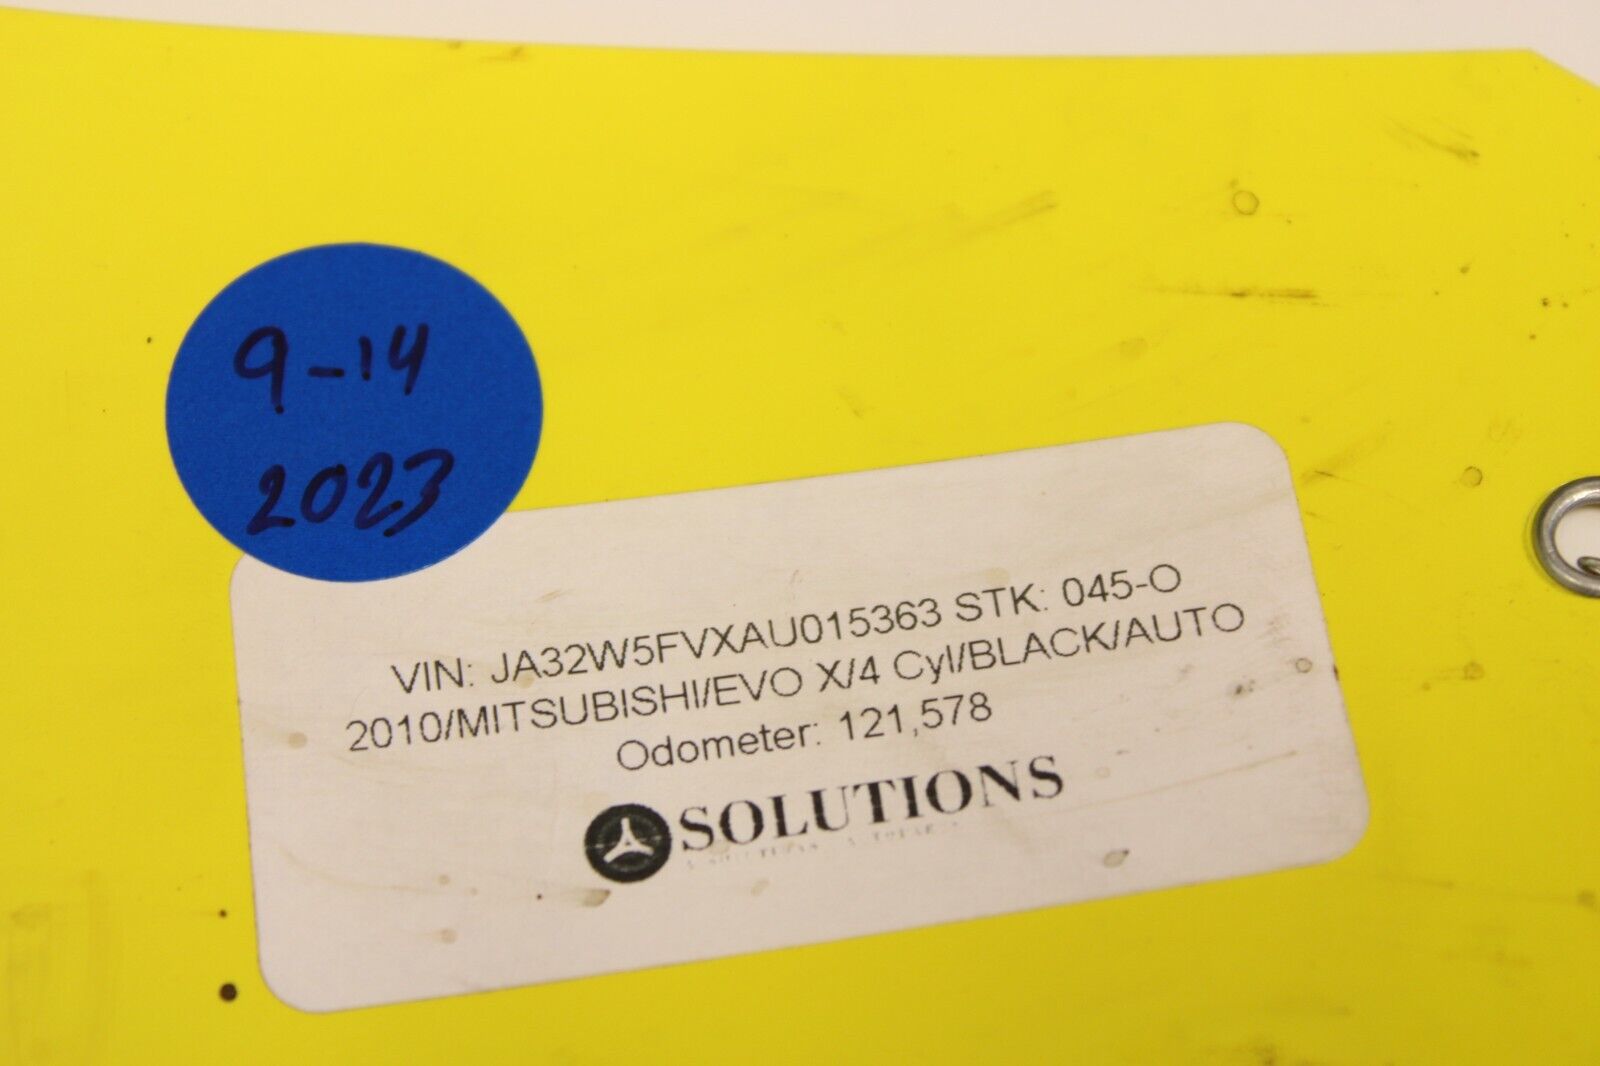 9-14
2023
VIN: JA32W5FVXAU015363 STK: 045-O
2010/MITSUBISHI/EVO X/4 Cyl/BLACK/AUTO
Odometer: 121,578
SOLUTIONS